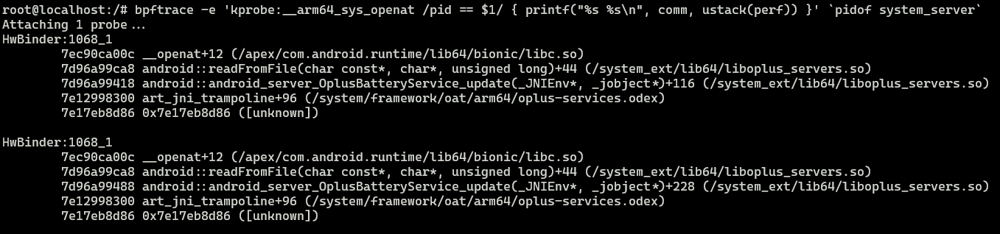 root@localhost:/# bpftrace -e 'kprobe:__arm64_sys_openat /pid == $1/ { printf("%s %s\n", comm, ustack(perf)) }' `pidof system_server`
Attaching 1 probe...
HwBinder:1068_1
        7ec90ca00c __openat+12 (/apex/com.android.runtime/lib64/bionic/libc.so)
        7d96a99ca8 android::readFromFile(char const*, char*, unsigned long)+44 (/system_ext/lib64/liboplus_servers.so)
        7d96a99418 android::android_server_OplusBatteryService_update(_JNIEnv*, _jobject*)+116 (/system_ext/lib64/liboplus_servers.so)
        7e12998300 art_jni_trampoline+96 (/system/framework/oat/arm64/oplus-services.odex)
        7e17eb8d86 0x7e17eb8d86 ([unknown])

HwBinder:1068_1
        7ec90ca00c __openat+12 (/apex/com.android.runtime/lib64/bionic/libc.so)
        7d96a99ca8 android::readFromFile(char const*, char*, unsigned long)+44 (/system_ext/lib64/liboplus_servers.so)
        7d96a99488 android::android_server_OplusBatteryService_update(_JNIEnv*, _jobject*)+228 (/system_ext/lib64/liboplus_servers.so)
        7e12998300 art_jni_trampoline+96 (/system/framework/oat/arm64/oplus-services.odex)
        7e17eb8d86 0x7e17eb8d86 ([unknown])